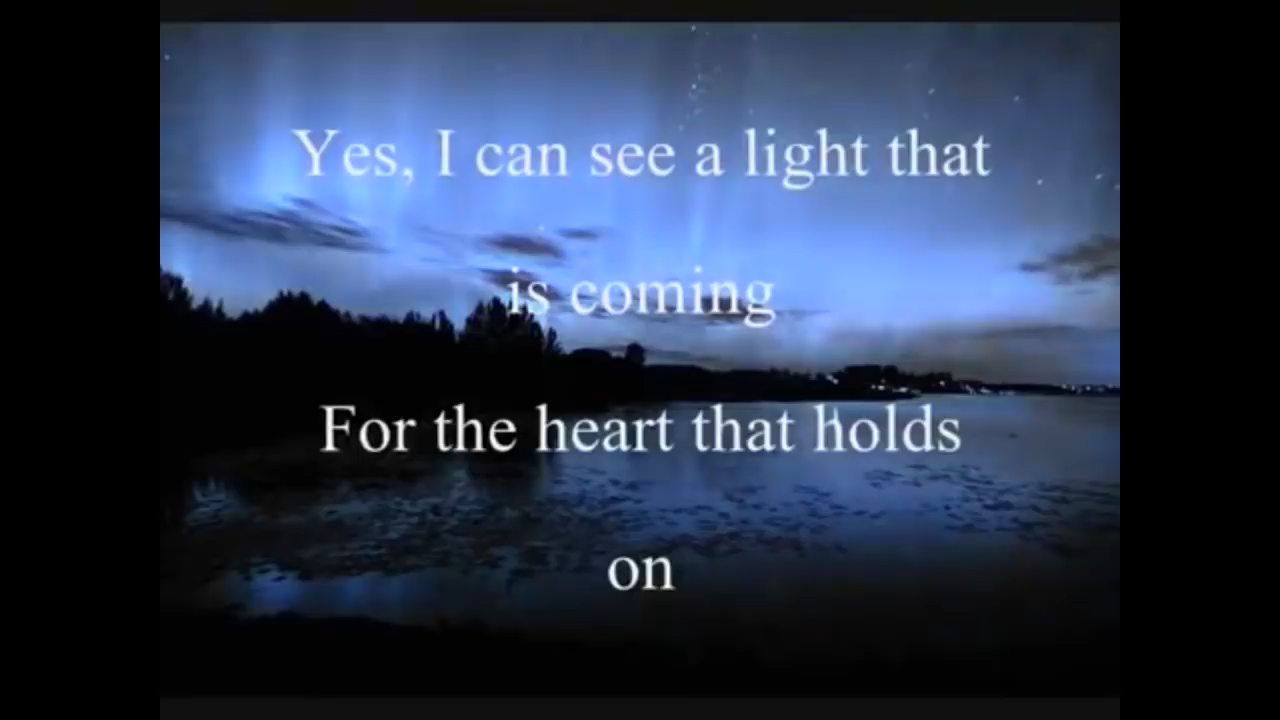 Yes, I can see a light that
is coming
For the heart that holds
on